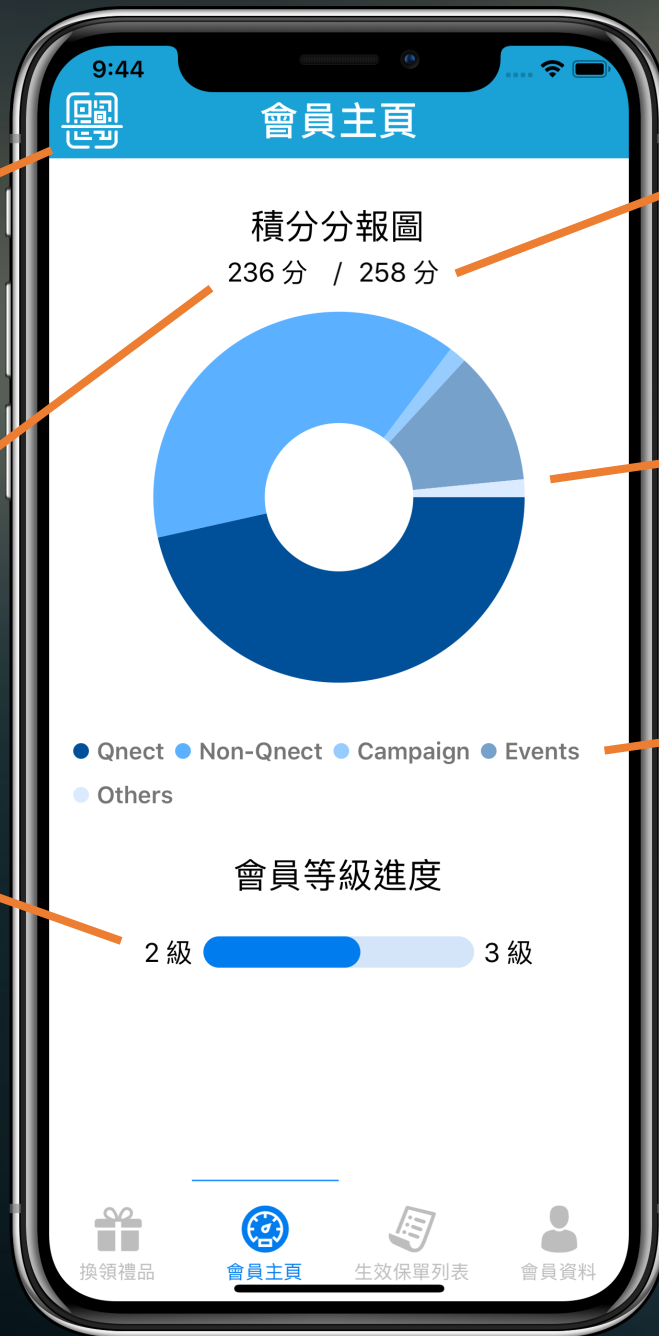 9:44
會員主頁
積分分報圖
236 分 / 258 分
Qnect Non-Qnect Campaign Events
Others
會員等級進度
2 級 3 級
換領禮品 會員主頁 生效保單列表 會員資料